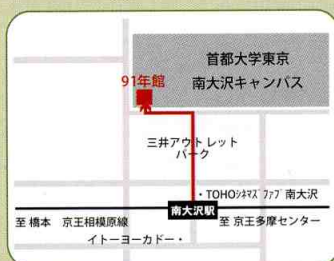 首都大学東京
南大沢キャンパス
91年館
三井アウトレット
パーク
・TOHOシネマズ ファブ南大沢
南大沢駅
至 橋本 京王相模原線
至 京王多摩センター
イトーヨーカドー・